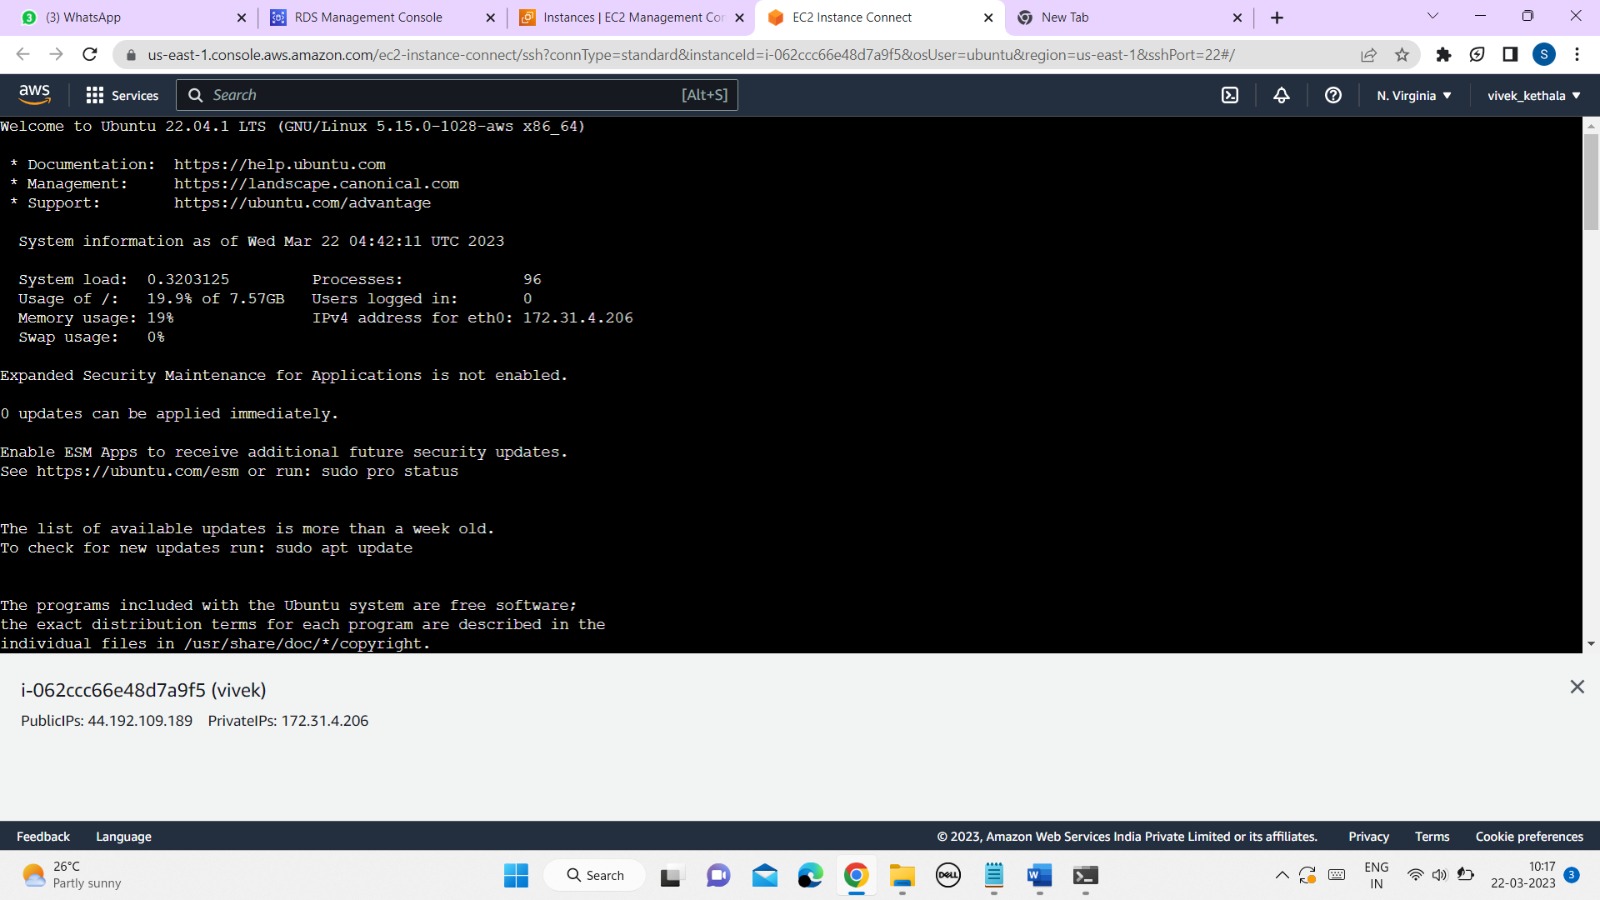 3 (3) WhatsApp
RDS Management Console
Instances | EC2 Management Con
EC2 Instance Connect
New Tab
us-east-1.console.aws.amazon.com/ec2-instance-connect/ssh?connType=standard&instanceId=i-062ccc66e48d7a9f5&osUser=ubuntu&region=us-east-1&sshPort=22#/
S
aws Services Search [Alt+S] N. Virginia ▼ vivek_kethala ▼
Welcome to Ubuntu 22.04.1 LTS (GNU/Linux 5.15.0-1028-aws x86_64)
* Documentation: https://help.ubuntu.com
* Management: https://landscape.canonical.com
* Support: https://ubuntu.com/advantage
System information as of Wed Mar 22 04:42:11 UTC 2023
System load: 0.3203125 Processes: 96
Usage of /: 19.9% of 7.57GB Users logged in: 0
Memory usage: 19% IPv4 address for eth0: 172.31.4.206
Swap usage: 0%
Expanded Security Maintenance for Applications is not enabled.
0 updates can be applied immediately.
Enable ESM Apps to receive additional future security updates.
See https://ubuntu.com/esm or run: sudo pro status
The list of available updates is more than a week old.
To check for new updates run: sudo apt update
The programs included with the Ubuntu system are free software;
the exact distribution terms for each program are described in the
individual files in /usr/share/doc/*/copyright.
i-062ccc66e48d7a9f5 (vivek)
PublicIPs: 44.192.109.189 PrivateIPs: 172.31.4.206
Feedback Language © 2023, Amazon Web Services India Private Limited or its affiliates. Privacy Terms Cookie preferences
26°C
Partly sunny
Search
DELL
ENG
IN
10:17
22-03-2023
3